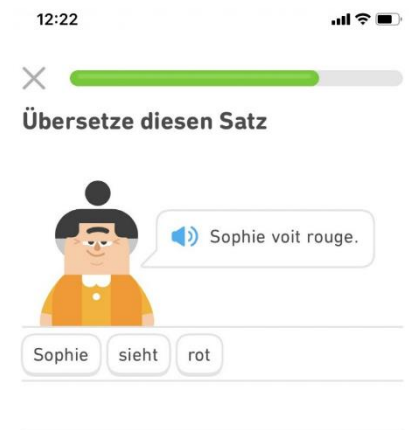 12:22
Übersetze diesen Satz
Sophie voit rouge.
Sophie sieht rot